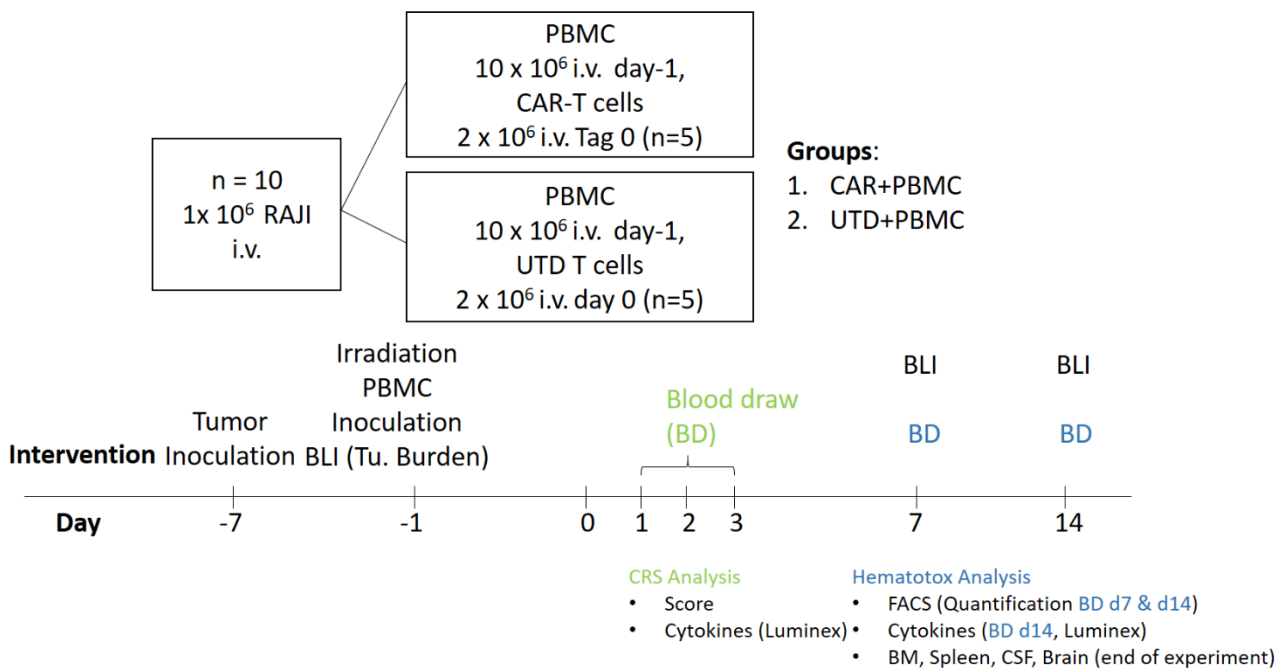 PBMC
10 x 10⁶ i.v. day-1,
CAR-T cells
2 x 10⁶ i.v. Tag 0 (n=5)
n = 10
1x 10⁶ RAJI
i.v.
PBMC
10 x 10⁶ i.v. day-1,
UTD T cells
2 x 10⁶ i.v. day 0 (n=5)
Groups:
1. CAR+PBMC
2. UTD+PBMC
Intervention
Tumor
Inoculation
Irradiation
PBMC
Inoculation
BLI (Tu. Burden)
Blood draw
(BD)
BLI
BD
BLI
BD
Day
-7
-1
0
1
2
3
7
14
CRS Analysis
• Score
• Cytokines (Luminex)
Hematotox Analysis
• FACS (Quantification BD d7 & d14)
• Cytokines (BD d14, Luminex)
• BM, Spleen, CSF, Brain (end of experiment)